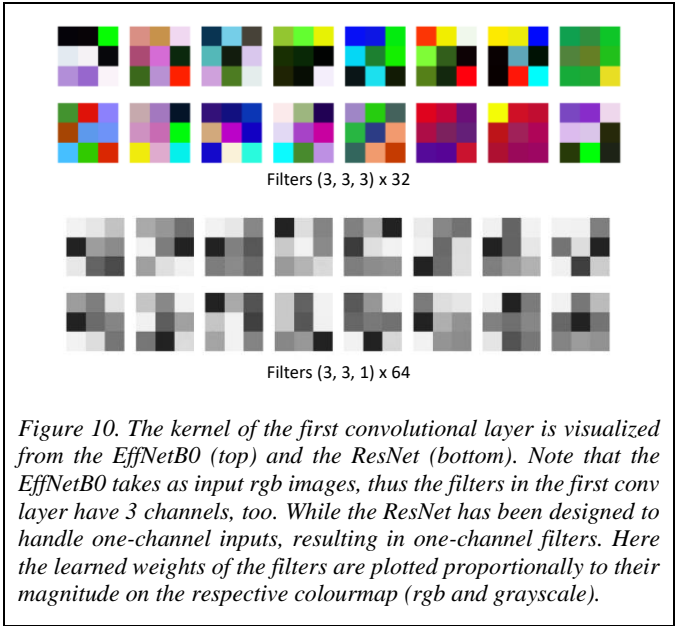 Filters (3, 3, 3) x 32
Filters (3, 3, 1) x 64
Figure 10. The kernel of the first convolutional layer is visualized
from the EffNetB0 (top) and the ResNet (bottom). Note that the
EffNetB0 takes as input rgb images, thus the filters in the first conv
layer have 3 channels, too. While the ResNet has been designed to
handle one-channel inputs, resulting in one-channel filters. Here
the learned weights of the filters are plotted proportionally to their
magnitude on the respective colourmap (rgb and grayscale).